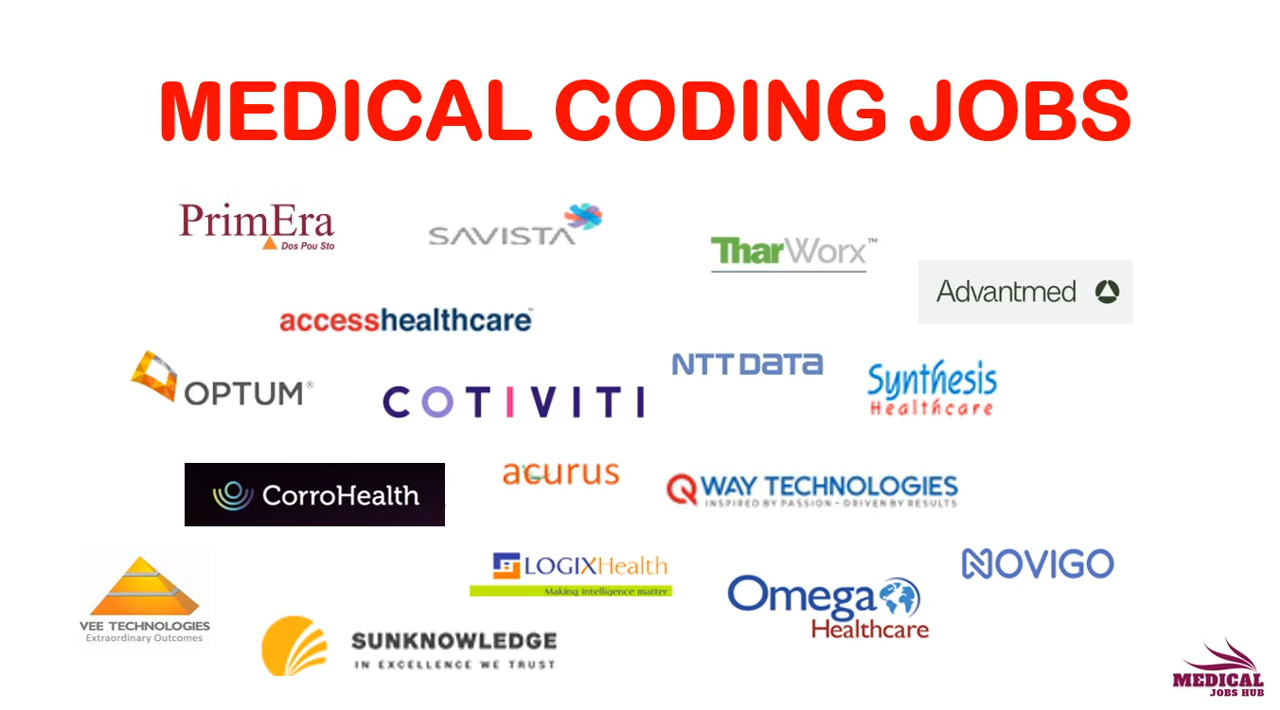 MEDICAL CODING JOBS
PrimEra
Dos Pou Sto
SAVISTA
TharWorx™
Advantmed
accesshealthcare™
OPTUM®
COTIVITI
NTT DATA
Synthesis
Healthcare
CorroHealth
acurus
QWAY TECHNOLOGIES
INSPIRED BY PASSION - DRIVEN BY RESULTS
VEE TECHNOLOGIES
Extraordinary Outcomes
LOGIXHealth
Making intelligence matter
Omega
Healthcare
NOVIGO
SUNKNOWLEDGE
IN EXCELLENCE WE TRUST
MEDICAL
JOBS HUB